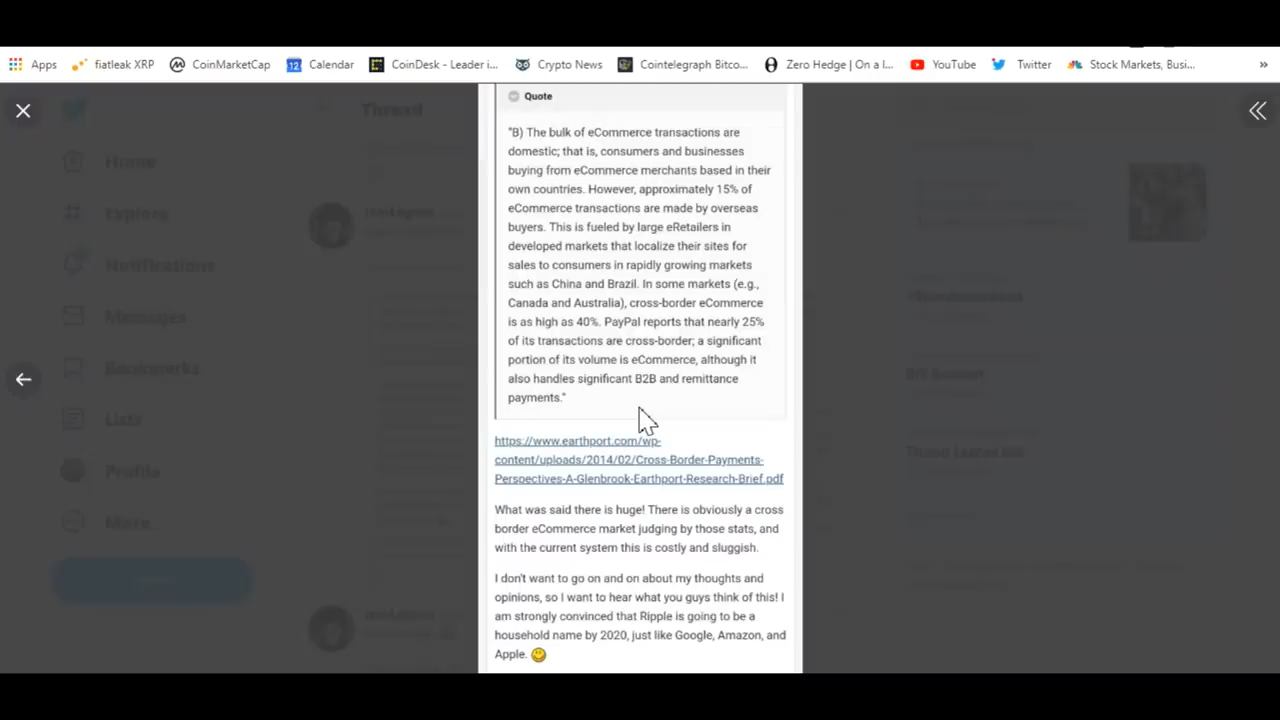 Apps
fiatleak XRP
CoinMarketCap
12
Calendar
CoinDesk - Leader i...
Crypto News
Cointelegraph Bitco...
Zero Hedge | On a l...
YouTube
Twitter
Stock Markets, Busi...
»
Thread
Home
Explore
Notifications
Messages
Bookmarks
Lists
Profile
More
Quote
"B) The bulk of eCommerce transactions are
domestic; that is, consumers and businesses
buying from eCommerce merchants based in their
own countries. However, approximately 15% of
eCommerce transactions are made by overseas
buyers. This is fueled by large eRetailers in
developed markets that localize their sites for
sales to consumers in rapidly growing markets
such as China and Brazil. In some markets (e.g.,
Canada and Australia), cross-border eCommerce
is as high as 40%. PayPal reports that nearly 25%
of its transactions are cross-border; a significant
portion of its volume is eCommerce, although it
also handles significant B2B and remittance
payments."
https://www.earthport.com/wp-
content/uploads/2014/02/Cross-Border-Payments-
Perspectives-A-Glenbrook-Earthport-Research-Brief.pdf
What was said there is huge! There is obviously a cross
border eCommerce market judging by those stats, and
with the current system this is costly and sluggish.
I don't want to go on and on about my thoughts and
opinions, so I want to hear what you guys think of this! I
am strongly convinced that Ripple is going to be a
household name by 2020, just like Google, Amazon, and
Apple.